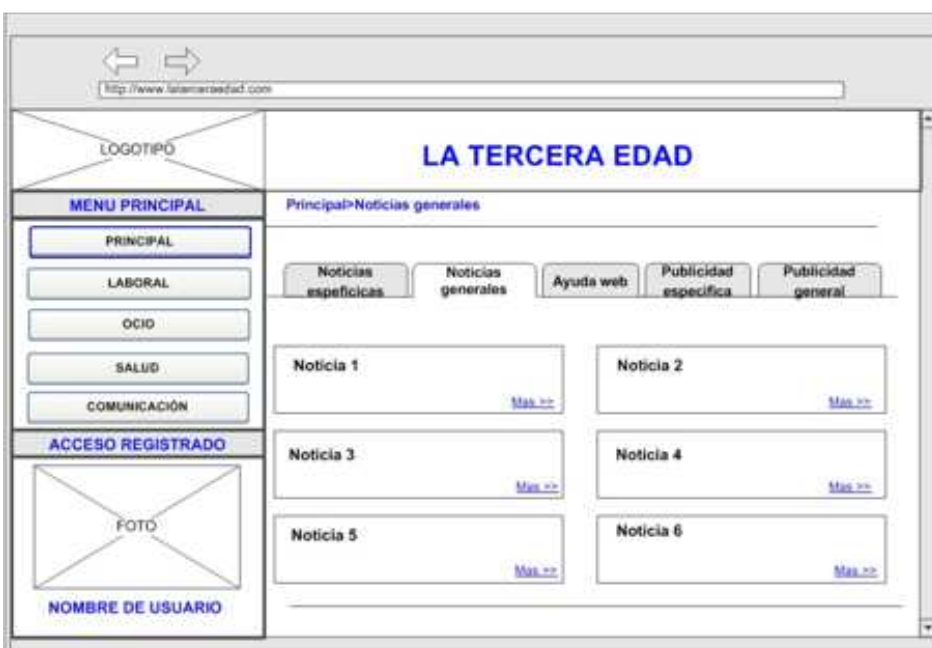 http://www.laterceraedad.com
LOGOTIPO
LA TERCERA EDAD
MENU PRINCIPAL
PRINCIPAL
LABORAL
OCIO
SALUD
COMUNICACIÓN
ACCESO REGISTRADO
FOTO
NOMBRE DE USUARIO
Principal>Noticias generales
Noticias
espeficicas
Noticias
generales
Ayuda web
Publicidad
especifica
Publicidad
general
Noticia 1
Mas >>
Noticia 2
Mas >>
Noticia 3
Mas >>
Noticia 4
Mas >>
Noticia 5
Mas >>
Noticia 6
Mas >>